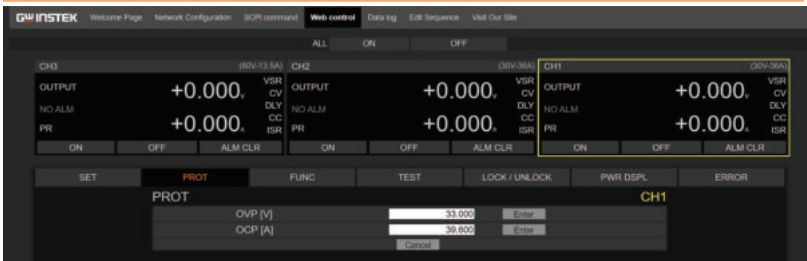 GW INSTEK Welcome Page Network Configuration SCPI command Web control Data log Edit Sequence Visit Our Site
ALL ON OFF
CH3 (80V-13.5A) CH2 (30V-36A) CH1 (30V-36A)
OUTPUT +0.000V VSR CV OUTPUT +0.000V VSR CV OUTPUT +0.000V VSR CV
NO ALM DLY NO ALM DLY NO ALM DLY
PR +0.000A CC ISR PR +0.000A CC ISR PR +0.000A CC ISR
ON OFF ALM CLR ON OFF ALM CLR ON OFF ALM CLR
SET PROT FUNC TEST LOCK / UNLOCK PWR DSPL ERROR
PROT CH1
OVP [V] 33.000 Enter
OCP [A] 39.600 Enter
Cancel